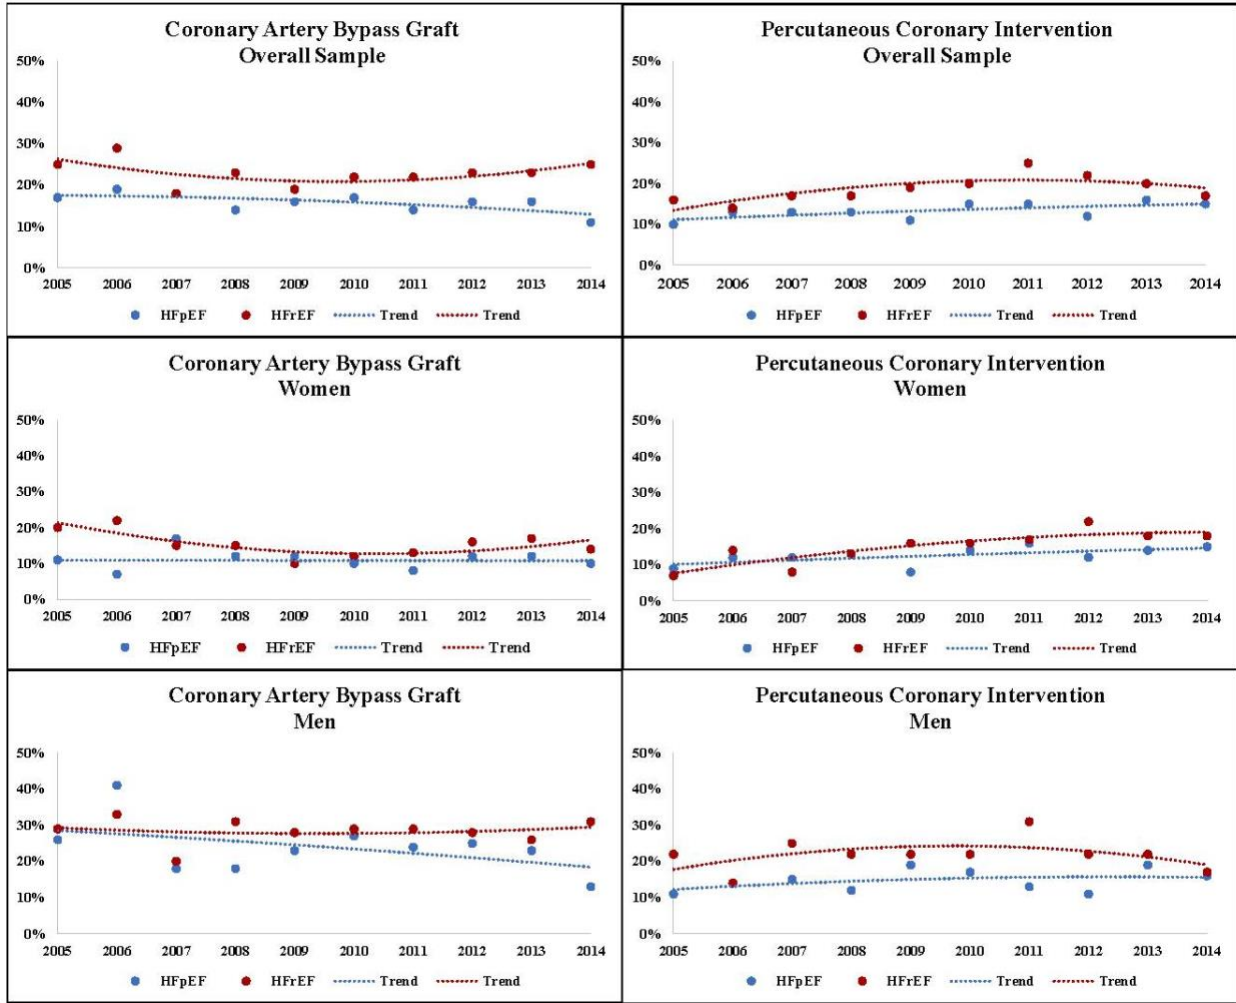 Coronary Artery Bypass Graft
Overall Sample
50%
40%
30%
20%
10%
0%
2005 2006 2007 2008 2009 2010 2011 2012 2013 2014
HFpEF HFrEF Trend Trend
Percutaneous Coronary Intervention
Overall Sample
50%
40%
30%
20%
10%
0%
2005 2006 2007 2008 2009 2010 2011 2012 2013 2014
HFpEF HFrEF Trend Trend
Coronary Artery Bypass Graft
Women
50%
40%
30%
20%
10%
0%
2005 2006 2007 2008 2009 2010 2011 2012 2013 2014
HFpEF HFrEF Trend Trend
Percutaneous Coronary Intervention
Women
50%
40%
30%
20%
10%
0%
2005 2006 2007 2008 2009 2010 2011 2012 2013 2014
HFpEF HFrEF Trend Trend
Coronary Artery Bypass Graft
Men
50%
40%
30%
20%
10%
0%
2005 2006 2007 2008 2009 2010 2011 2012 2013 2014
HFpEF HFrEF Trend Trend
Percutaneous Coronary Intervention
Men
50%
40%
30%
20%
10%
0%
2005 2006 2007 2008 2009 2010 2011 2012 2013 2014
HFpEF HFrEF Trend Trend